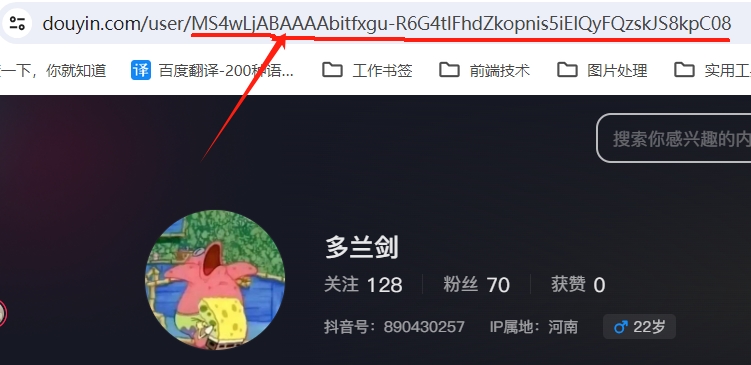 douyin.com/user/MS4wLjABAAAAbitfxgu-R6G4tIFhdZkopnis5iEIQyFQzskJS8kpC08
一下，你就知道 译 百度翻译-200种语... 工作书签 前端技术 图片处理 实用工
搜索你感兴趣的内
多兰剑
关注 128 粉丝 70 获赞 0
抖音号：890430257 IP属地：河南 22岁